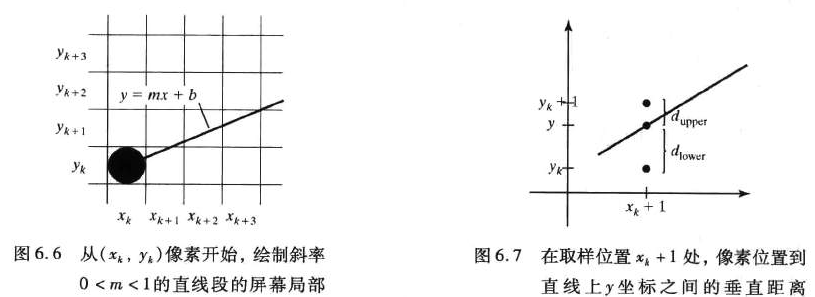 y_{k+3}
y_{k+2}
y = mx + b
y_{k+1}
y_k
x_k x_{k+1} x_{k+2} x_{k+3}
图6.6 从(x_k, y_k)像素开始，绘制斜率
0 < m < 1的直线段的屏幕局部
y_k + 1
y
d_upper
d_lower
y_k
x_k + 1
图6.7 在取样位置 x_k + 1 处，像素位置到
直线上y坐标之间的垂直距离